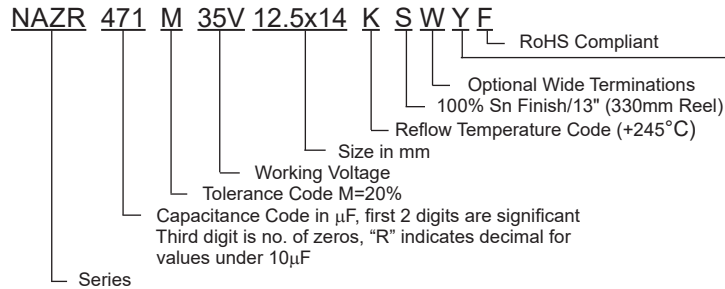 NAZR 471 M 35V 12.5x14 K S W Y F
RoHS Compliant
Optional Wide Terminations
100% Sn Finish/13" (330mm Reel)
Reflow Temperature Code (+245°C)
Size in mm
Working Voltage
Tolerance Code M=20%
Capacitance Code in μF, first 2 digits are significant
Third digit is no. of zeros, “R” indicates decimal for
values under 10μF
Series